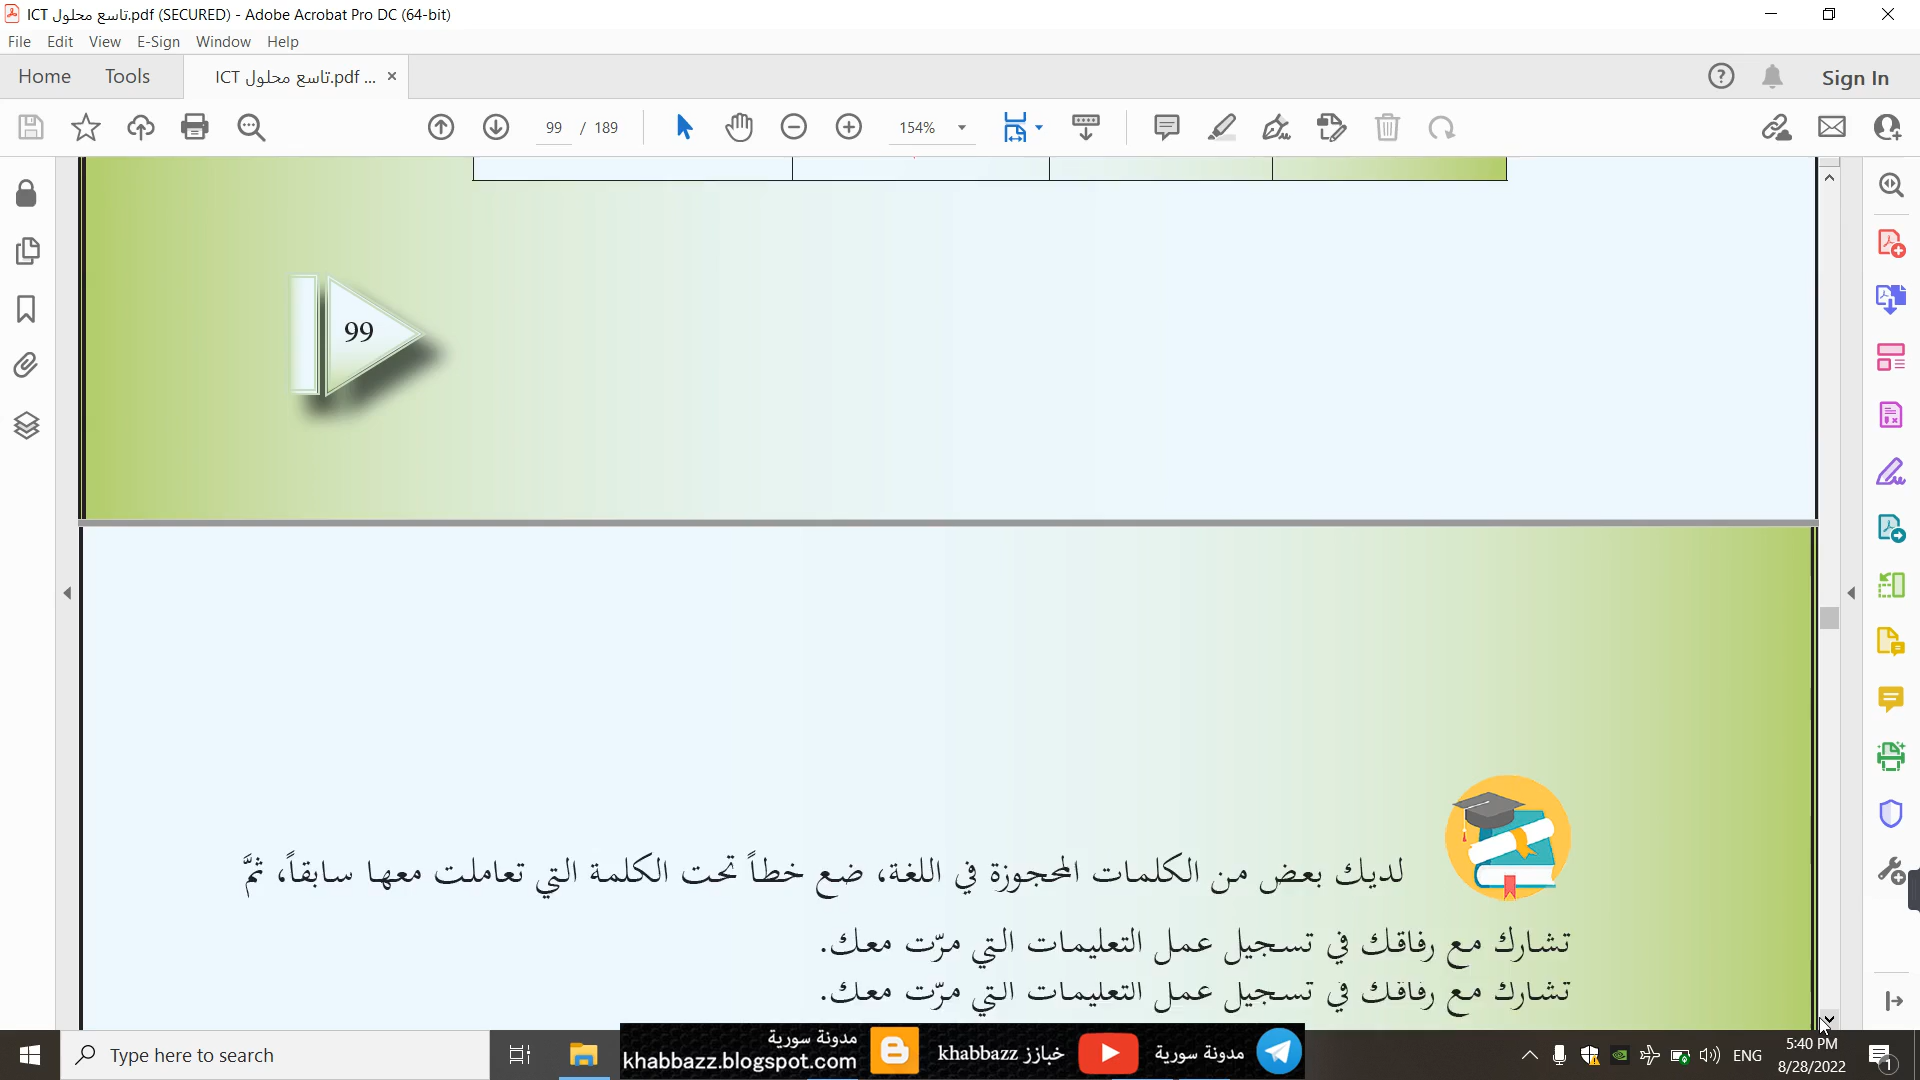 ICT تاسع محلول.pdf (SECURED) - Adobe Acrobat Pro DC (64-bit)
File Edit View E-Sign Window Help
Home Tools ICT تاسع محلول.pdf ... × Sign In
99 / 189 154%
99
لديك بعض من الكلمات المحجوزة في اللغة، ضع خطاً تحت الكلمة التي تعاملت معها سابقاً، ثمَّ
تشارك مع رفاقك في تسجيل عمل التعليمات التي مرّت معك.
تشارك مع رفاقك في تسجيل عمل التعليمات التي مرّت معك.
Type here to search
مدونة سورية
khabbazz.blogspot.com
khabbazz خبازز
مدونة سورية
ENG
5:40 PM
8/28/2022
1